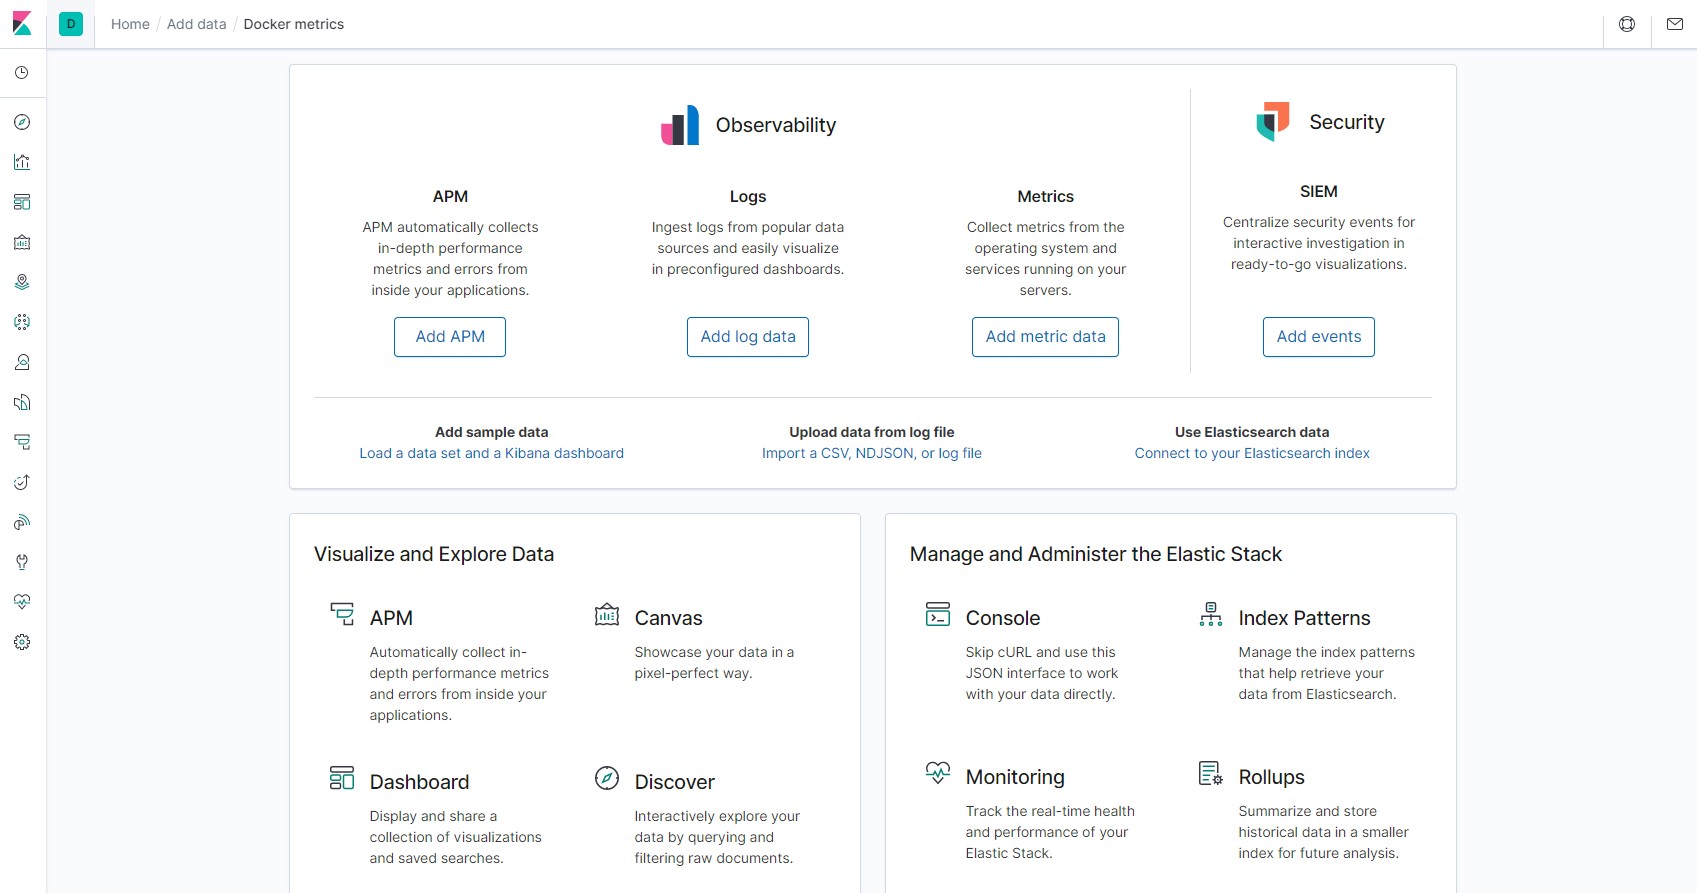 D Home / Add data / Docker metrics
Observability
Security
APM
APM automatically collects
in-depth performance
metrics and errors from
inside your applications.
Add APM
Logs
Ingest logs from popular data
sources and easily visualize
in preconfigured dashboards.
Add log data
Metrics
Collect metrics from the
operating system and
services running on your
servers.
Add metric data
SIEM
Centralize security events for
interactive investigation in
ready-to-go visualizations.
Add events
Add sample data
Load a data set and a Kibana dashboard
Upload data from log file
Import a CSV, NDJSON, or log file
Use Elasticsearch data
Connect to your Elasticsearch index
Visualize and Explore Data
APM
Automatically collect in-
depth performance metrics
and errors from inside your
applications.
Canvas
Showcase your data in a
pixel-perfect way.
Dashboard
Display and share a
collection of visualizations
and saved searches.
Discover
Interactively explore your
data by querying and
filtering raw documents.
Manage and Administer the Elastic Stack
Console
Skip cURL and use this
JSON interface to work
with your data directly.
Index Patterns
Manage the index patterns
that help retrieve your
data from Elasticsearch.
Monitoring
Track the real-time health
and performance of your
Elastic Stack.
Rollups
Summarize and store
historical data in a smaller
index for future analysis.